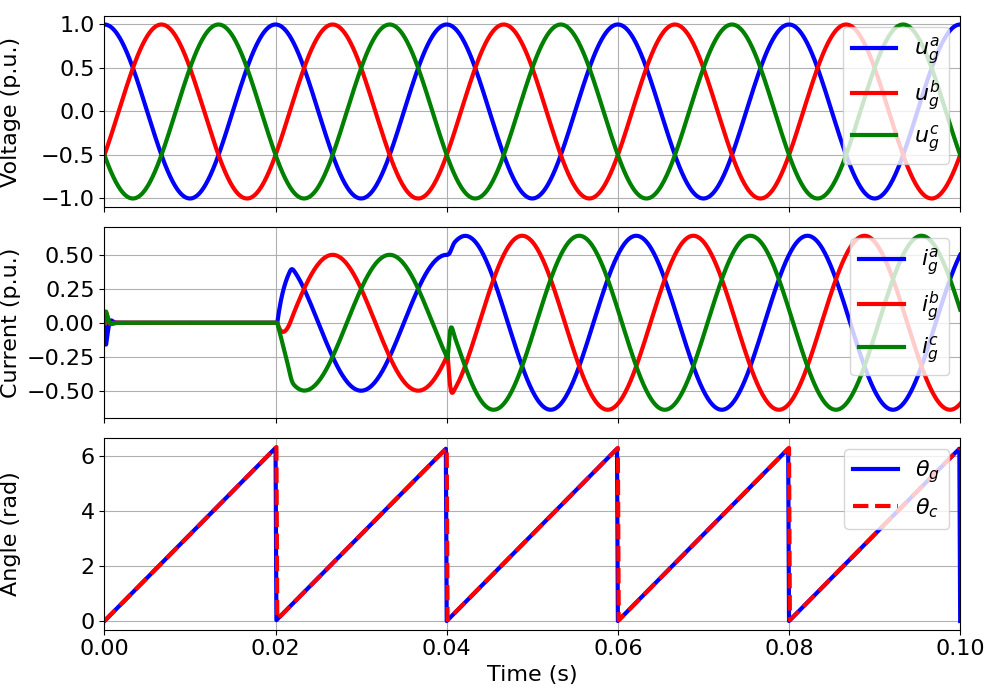 Voltage (p.u.)
1.0
0.5
0.0
−0.5
−1.0
u_g^a
u_g^b
u_g^c
Current (p.u.)
0.50
0.25
0.00
−0.25
−0.50
i_g^a
i_g^b
i_g^c
Angle (rad)
6
4
2
0
θ_g
θ_c
0.00 0.02 0.04 0.06 0.08 0.10
Time (s)